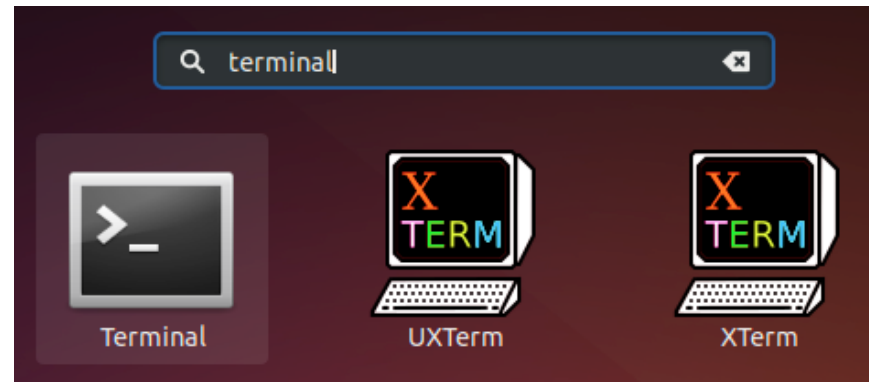 terminal
>_
X
TERM
X
TERM
Terminal
UXTerm
XTerm